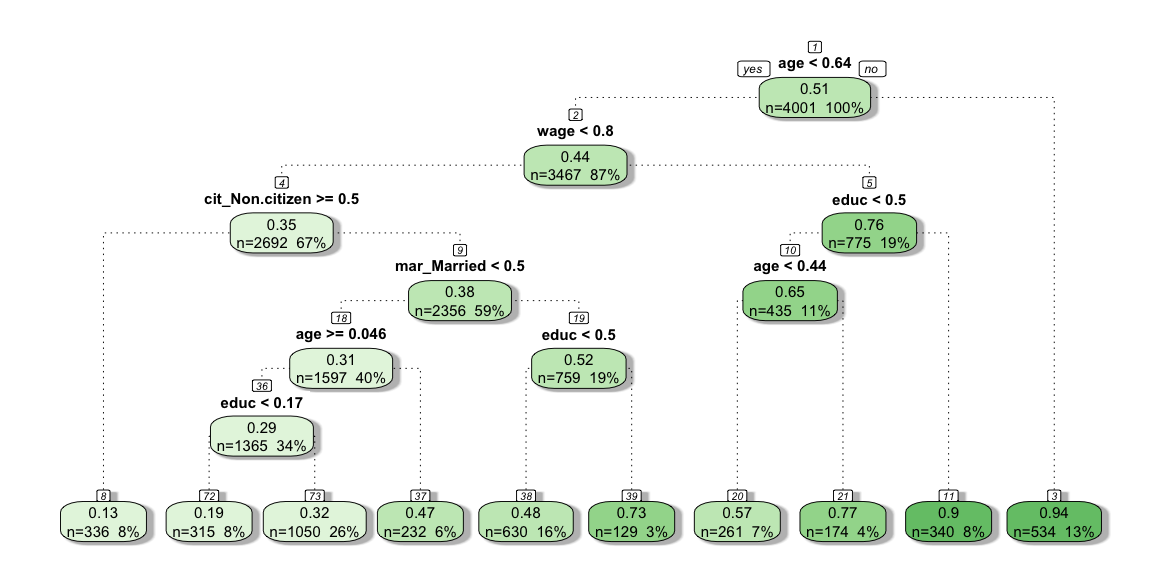 1
yes age < 0.64 no
0.51
n=4001 100%
2
wage < 0.8
0.44
n=3467 87%
4
cit_Non.citizen >= 0.5
0.35
n=2692 67%
5
educ < 0.5
0.76
n=775 19%
9
mar_Married < 0.5
0.38
n=2356 59%
10
age < 0.44
0.65
n=435 11%
18
age >= 0.046
0.31
n=1597 40%
19
educ < 0.5
0.52
n=759 19%
36
educ < 0.17
0.29
n=1365 34%
8
0.13
n=336 8%
72
0.19
n=315 8%
73
0.32
n=1050 26%
37
0.47
n=232 6%
38
0.48
n=630 16%
39
0.73
n=129 3%
20
0.57
n=261 7%
21
0.77
n=174 4%
11
0.9
n=340 8%
3
0.94
n=534 13%